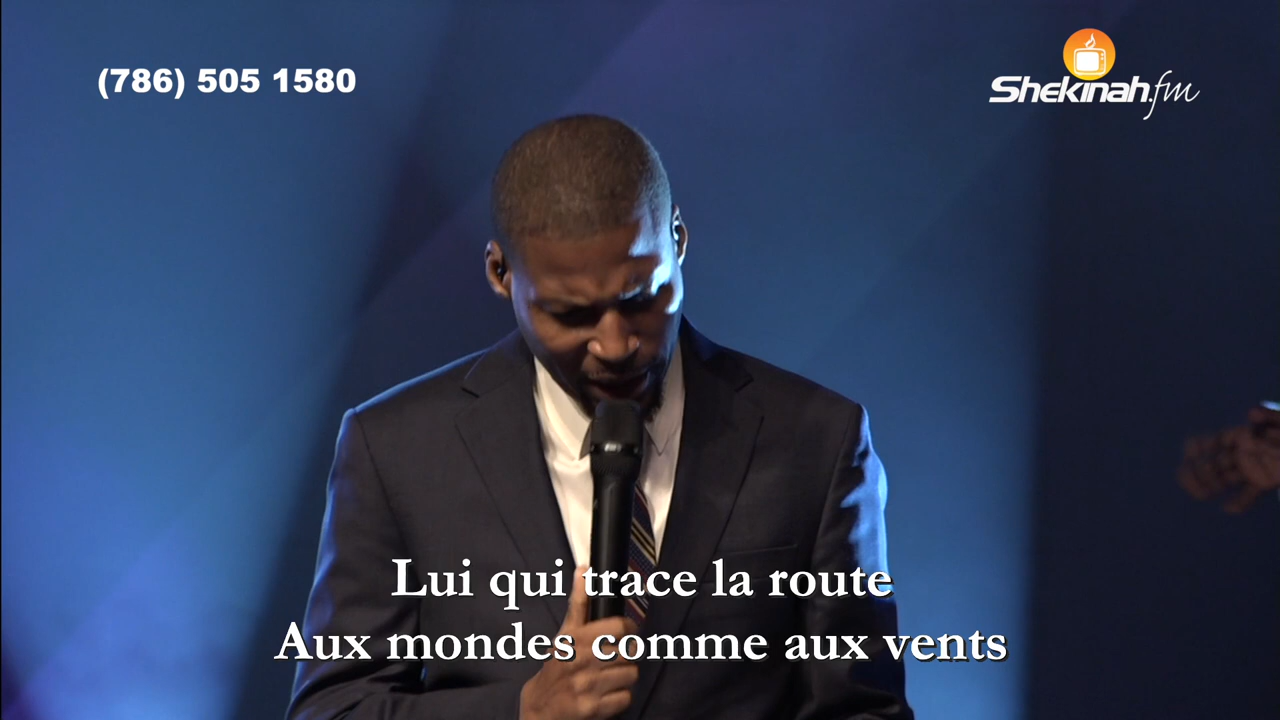 (786) 505 1580
Shekinah.fm
Lui qui trace la route
Aux mondes comme aux vents